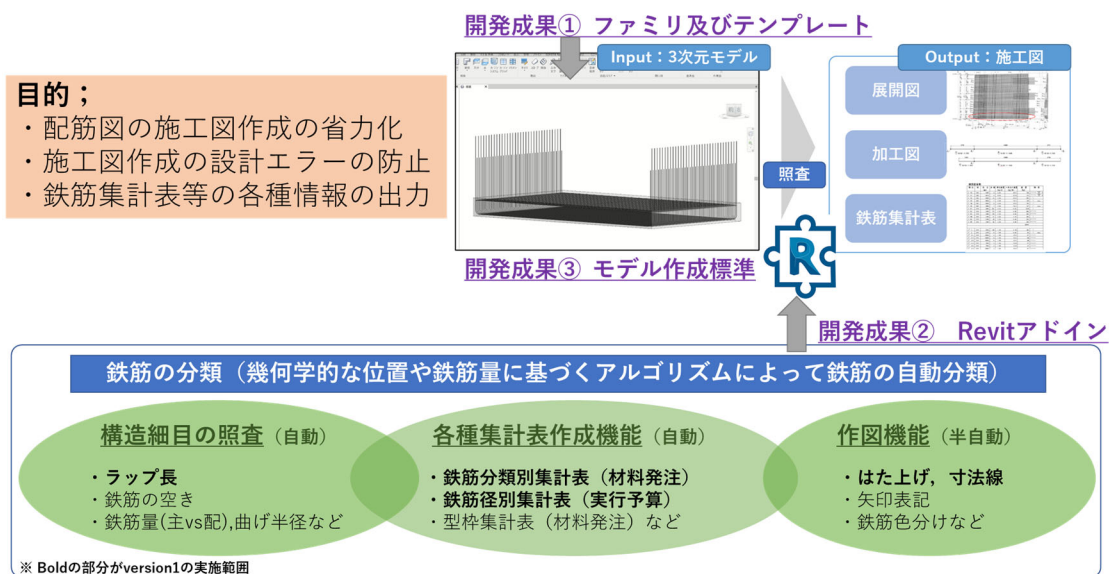 開発成果① ファミリ及びテンプレート
Input：3次元モデル
Output：施工図
目的；
・配筋図の施工図作成の省力化
・施工図作成の設計エラーの防止
・鉄筋集計表等の各種情報の出力
展開図
加工図
鉄筋集計表
照査
開発成果③ モデル作成標準
R
開発成果② Revitアドイン
鉄筋の分類（幾何学的な位置や鉄筋量に基づくアルゴリズムによって鉄筋の自動分類）
構造細目の照査（自動）
・ラップ長
・鉄筋の空き
・鉄筋量(主vs配),曲げ半径など
各種集計表作成機能（自動）
・鉄筋分類別集計表（材料発注）
・鉄筋径別集計表（実行予算）
・型枠集計表（材料発注）など
作図機能（半自動）
・はた上げ，寸法線
・矢印表記
・鉄筋色分けなど
※ Boldの部分がversion1の実施範囲